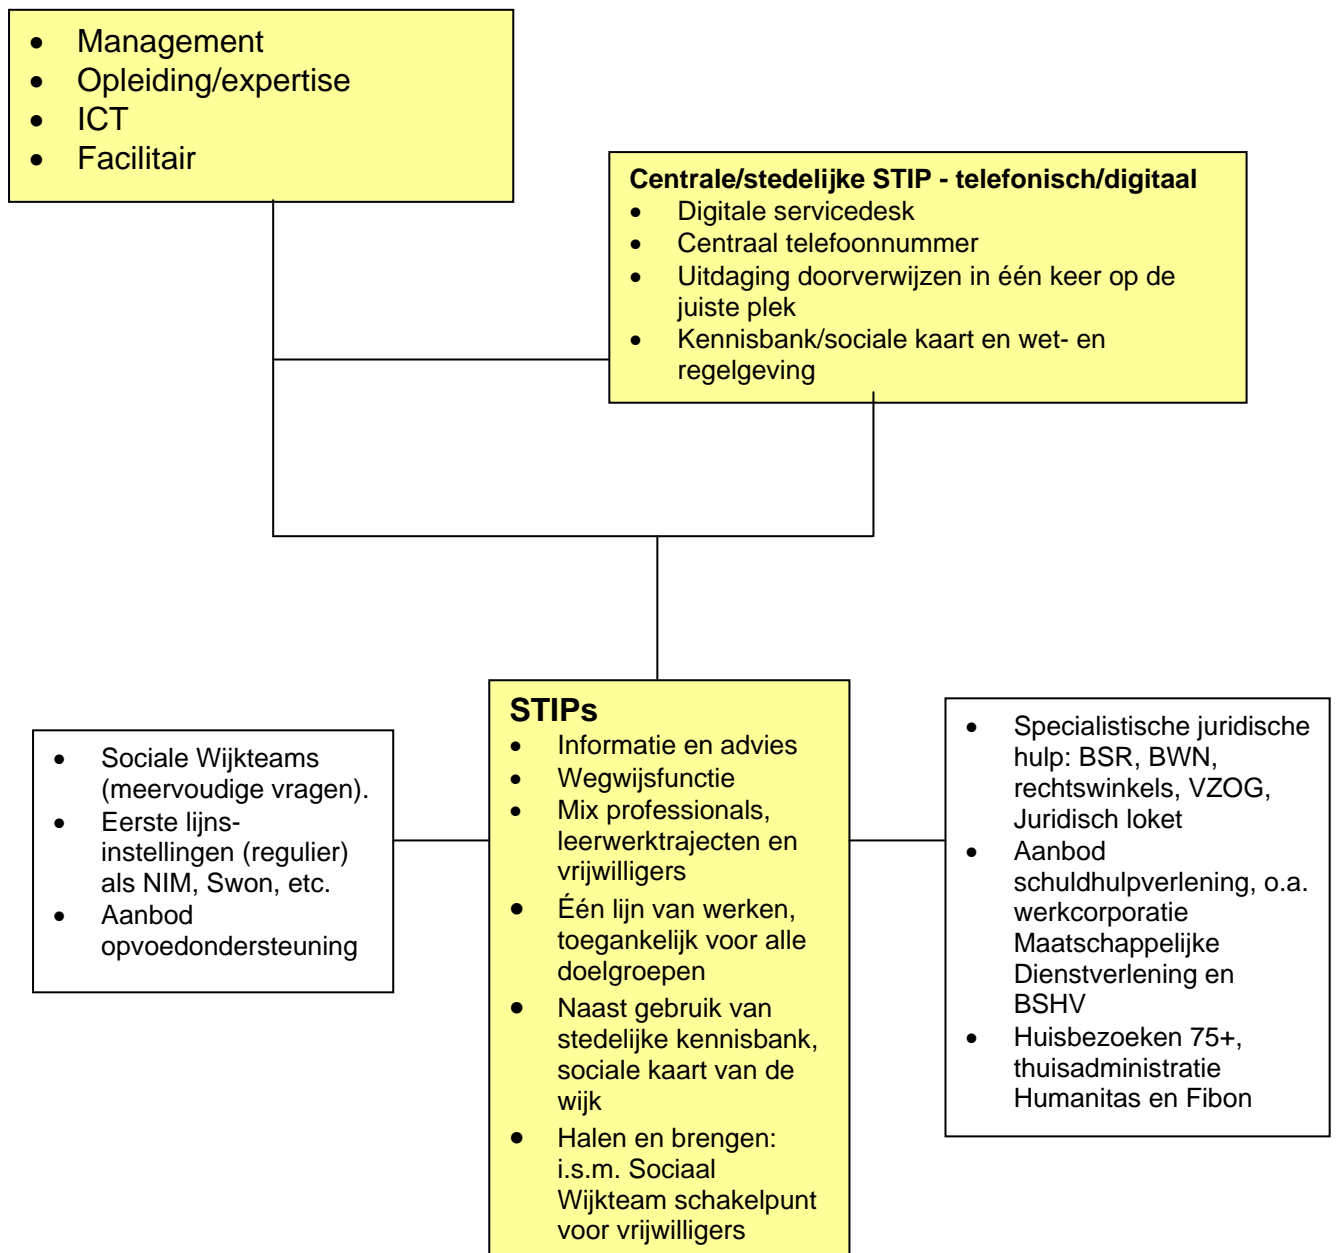 • Management
• Opleiding/expertise
• ICT
• Facilitair
Centrale/stedelijke STIP - telefonisch/digitaal
• Digitale servicedesk
• Centraal telefoonnummer
• Uitdaging doorverwijzen in één keer op de
juiste plek
• Kennisbank/sociale kaart en wet- en
regelgeving
• Sociale Wijkteams
(meervoudige vragen).
• Eerste lijns-
instellingen (regulier)
als NIM, Swon, etc.
• Aanbod
opvoedondersteuning
STIPs
• Informatie en advies
• Wegwijsfunctie
• Mix professionals,
leerwerktrajecten en
vrijwilligers
• Één lijn van werken,
toegankelijk voor alle
doelgroepen
• Naast gebruik van
stedelijke kennisbank,
sociale kaart van de
wijk
• Halen en brengen:
i.s.m. Sociaal
Wijkteam schakelpunt
voor vrijwilligers
• Specialistische juridische
hulp: BSR, BWN,
rechtswinkels, VZOG,
Juridisch loket
• Aanbod
schuldhulpverlening, o.a.
werkcorporatie
Maatschappelijke
Dienstverlening en
BSHV
• Huisbezoeken 75+,
thuisadministratie
Humanitas en Fibon